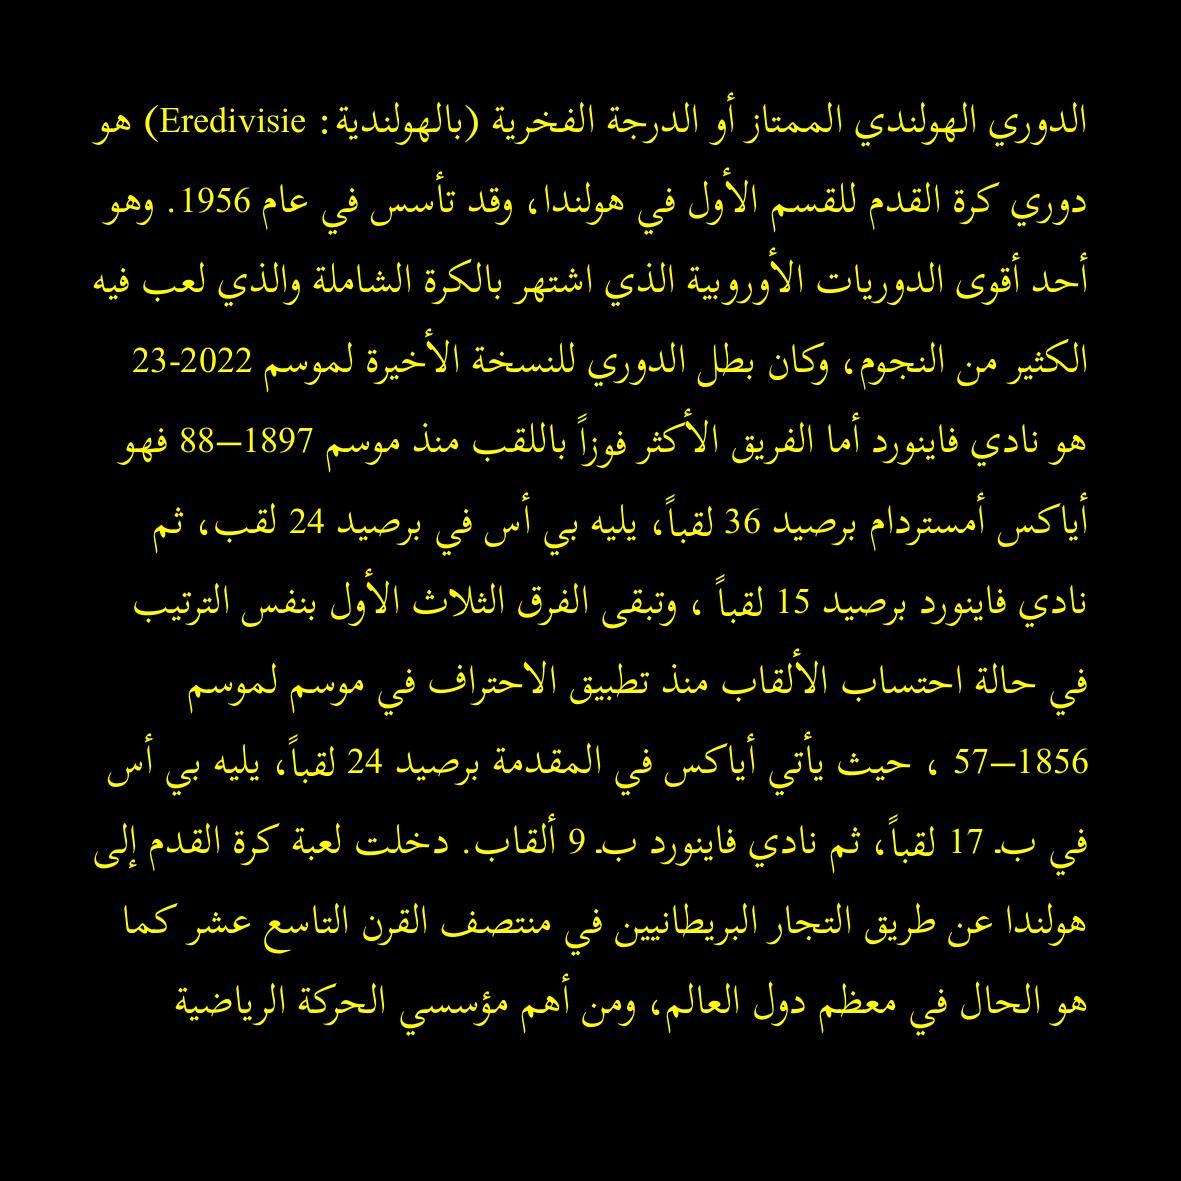 الدوري الهولندي الممتاز أو الدرجة الفخرية (بالهولندية: Eredivisie) هو
دوري كرة القدم للقسم الأول في هولندا، وقد تأسس في عام 1956. وهو
أحد أقوى الدوريات الأوروبية الذي اشتهر بالكرة الشاملة والذي لعب فيه
الكثير من النجوم، وكان بطل الدوري للنسخة الأخيرة لموسم 2022-23
هو نادي فاينورد أما الفريق الأكثر فوزاً باللقب منذ موسم 1897–88 فهو
أياكس أمستردام برصيد 36 لقباً، يليه بي أس في برصيد 24 لقب، ثم
نادي فاينورد برصيد 15 لقباً ، وتبقى الفرق الثلاث الأول بنفس الترتيب
في حالة احتساب الألقاب منذ تطبيق الاحتراف في موسم لموسم
1856–57 ، حيث يأتي أياكس في المقدمة برصيد 24 لقباً، يليه بي أس
في بـ 17 لقباً، ثم نادي فاينورد بـ 9 ألقاب. دخلت لعبة كرة القدم إلى
هولندا عن طريق التجار البريطانيين في منتصف القرن التاسع عشر كما
هو الحال في معظم دول العالم، ومن أهم مؤسسي الحركة الرياضية